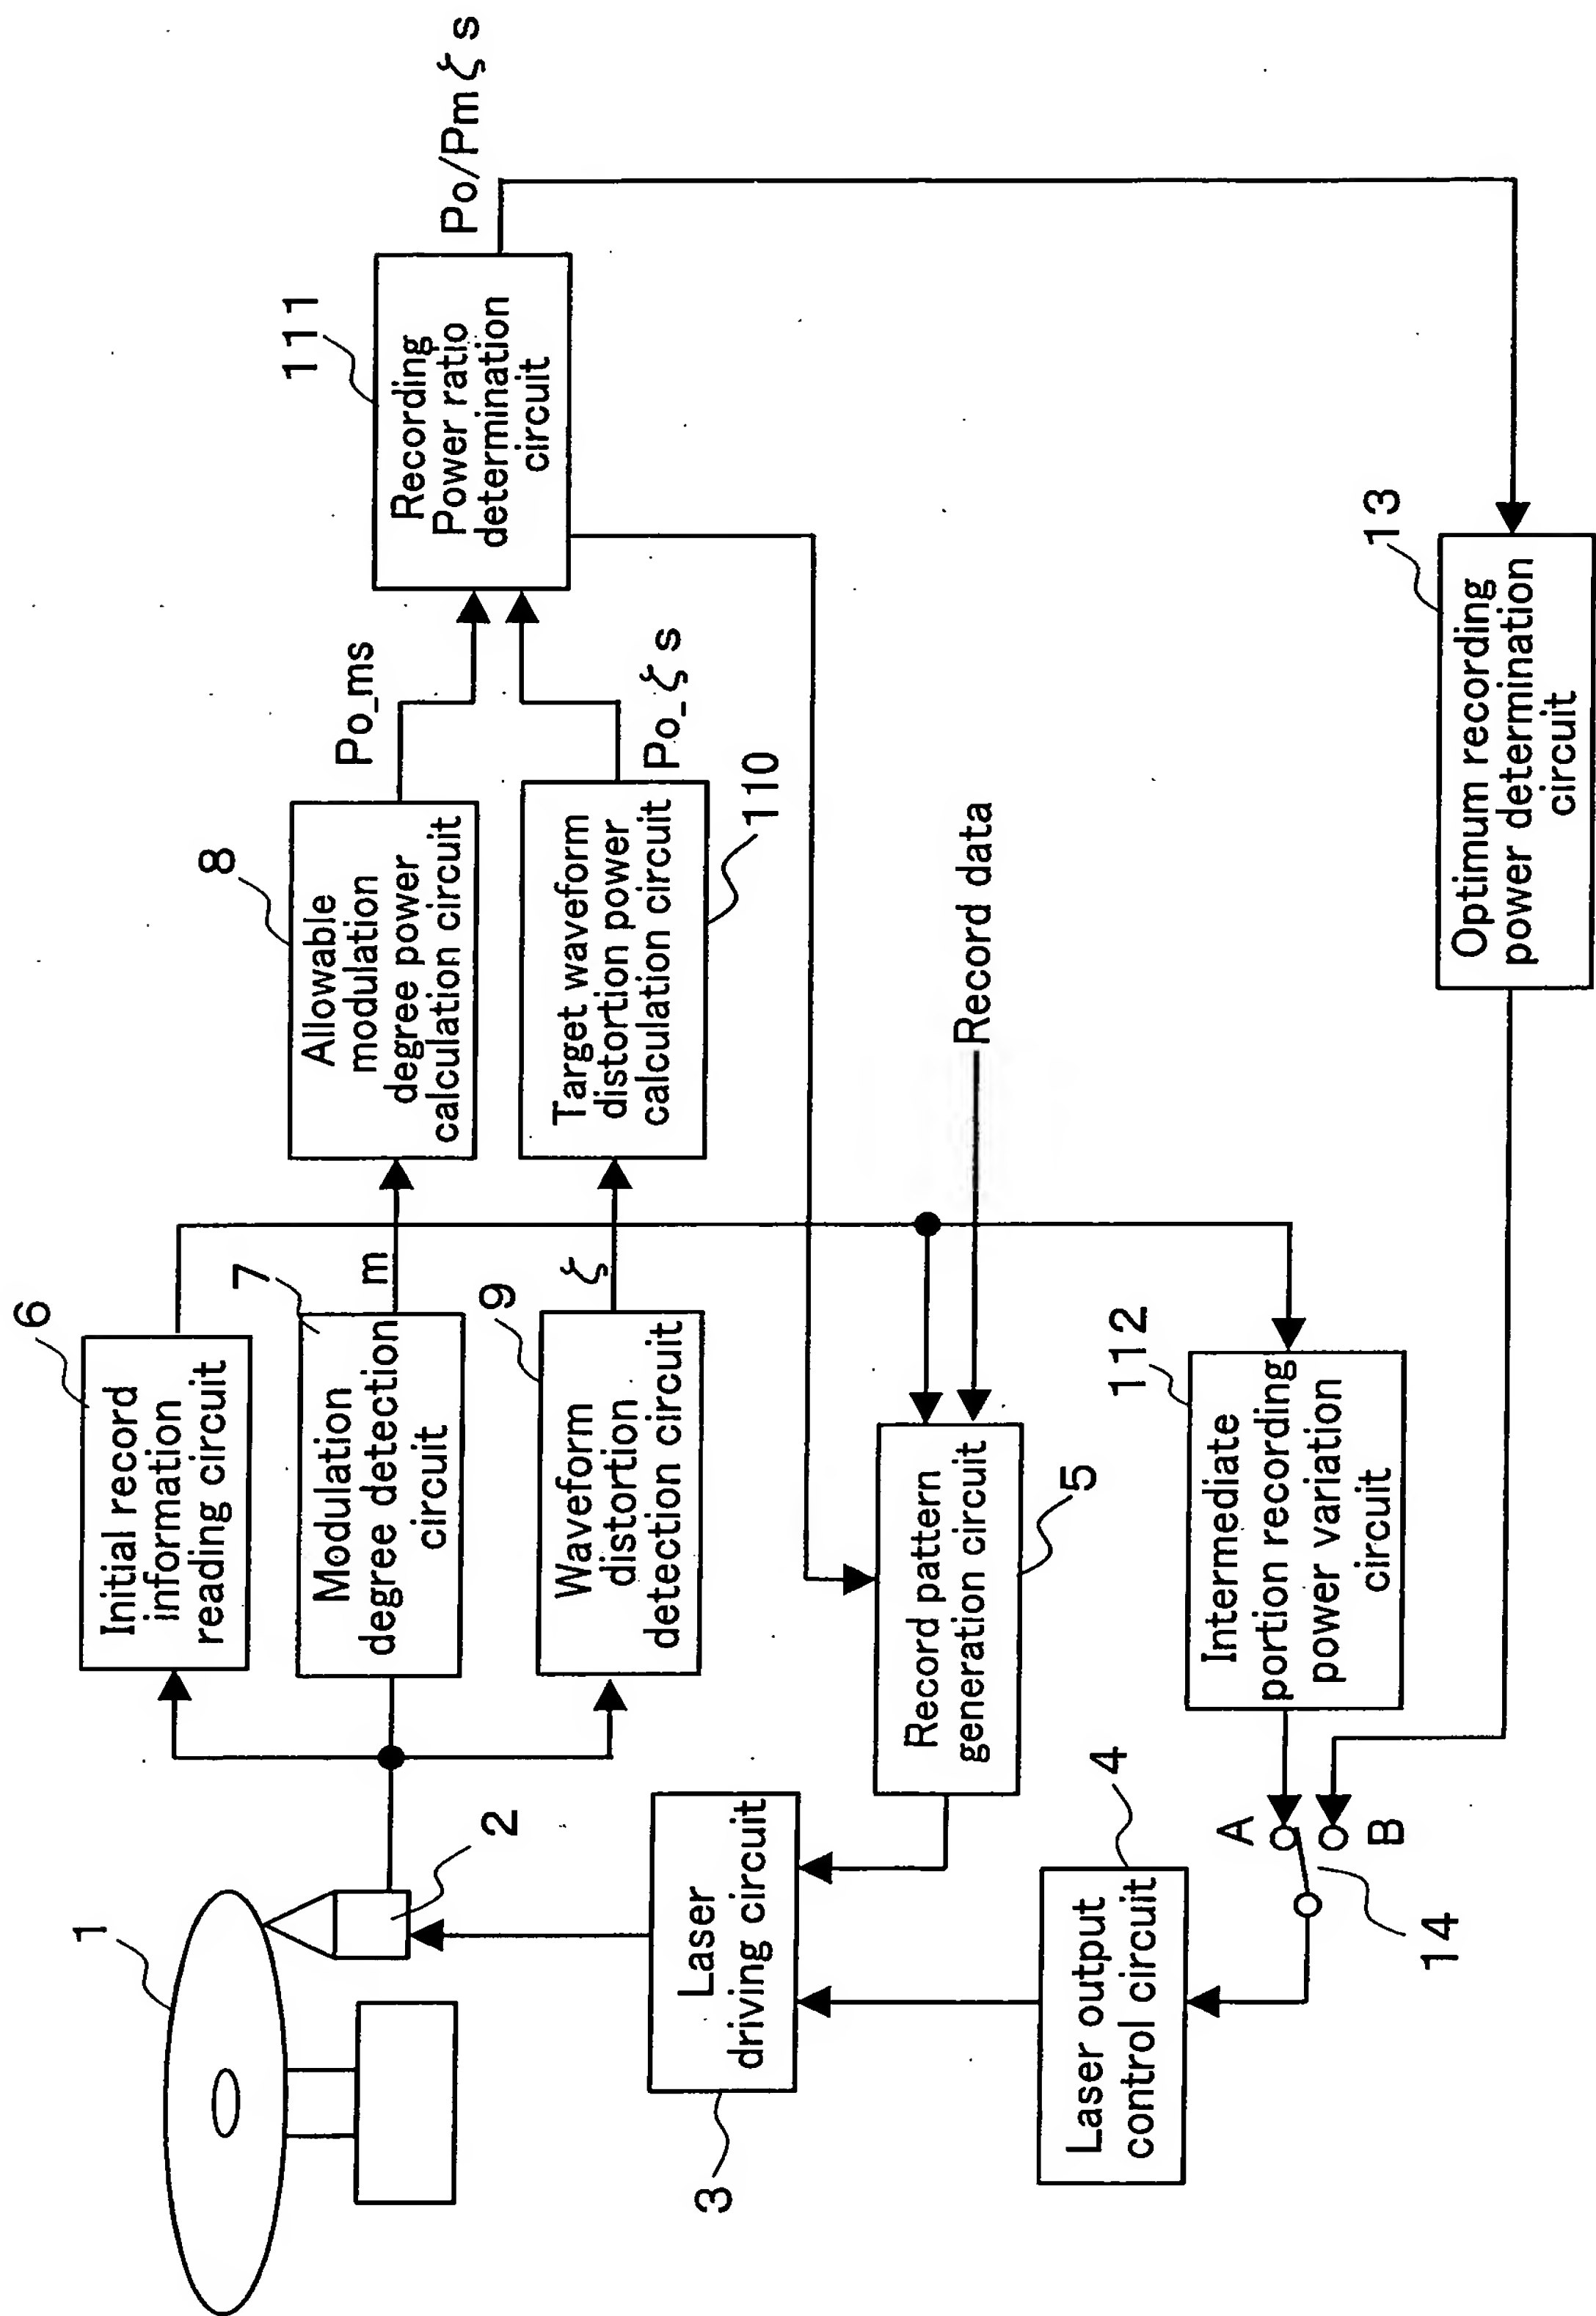 1
2
Laser
driving circuit
3
Laser output
control circuit
4
14
A
B
6
Initial record
information
reading circuit
7
Modulation
degree detection
circuit
m
9
Waveform
distortion
detection circuit
ζ
Record pattern
generation circuit
5
112
Intermediate
portion recording
power variation
circuit
8
Allowable
modulation
degree power
calculation circuit
Po_ms
Target waveform
distortion power
calculation circuit
110
Po_ζs
Record data
111
Recording
Power ratio
determination
circuit
Po/Pmζs
13
Optimum recording
power determination
circuit